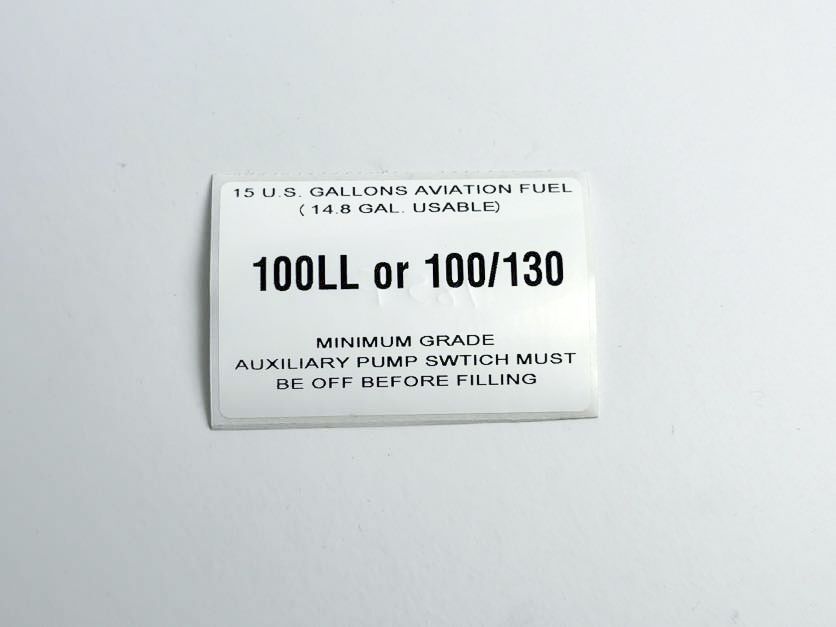 15 U.S. GALLONS AVIATION FUEL
( 14.8 GAL. USABLE)
100LL or 100/130
MINIMUM GRADE
AUXILIARY PUMP SWTICH MUST
BE OFF BEFORE FILLING